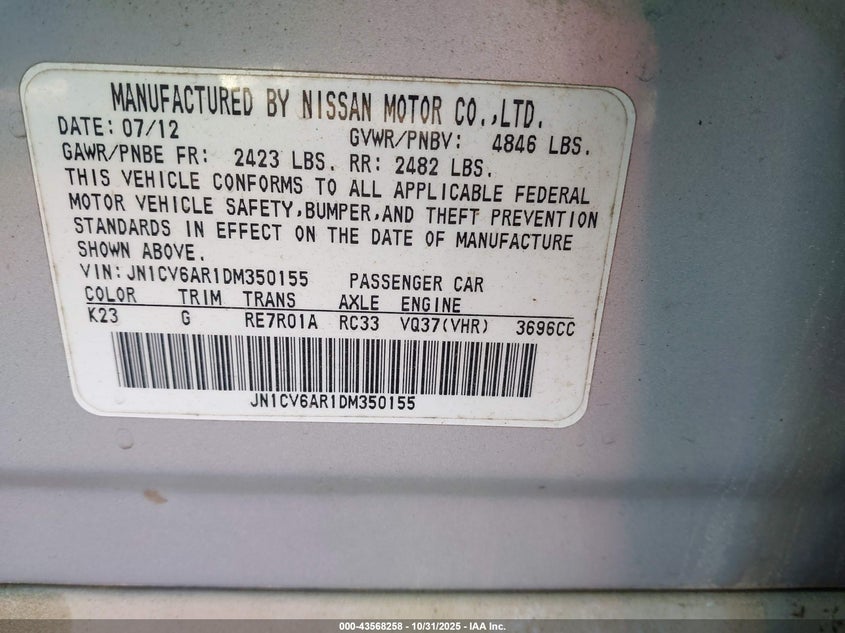 MANUFACTURED BY NISSAN MOTOR CO.,LTD.
DATE: 07/12 GVWR/PNBV: 4846 LBS.
GAWR/PNBE FR: 2423 LBS. RR: 2482 LBS.
THIS VEHICLE CONFORMS TO ALL APPLICABLE FEDERAL
MOTOR VEHICLE SAFETY,BUMPER,AND THEFT PREVENTION
STANDARDS IN EFFECT ON THE DATE OF MANUFACTURE
SHOWN ABOVE.
VIN: JN1CV6AR1DM350155 PASSENGER CAR
COLOR TRIM TRANS AXLE ENGINE
K23 G RE7R01A RC33 VQ37(VHR) 3696CC
JN1CV6AR1DM350155
000-43568258 - 10/31/2025 - IAA Inc.